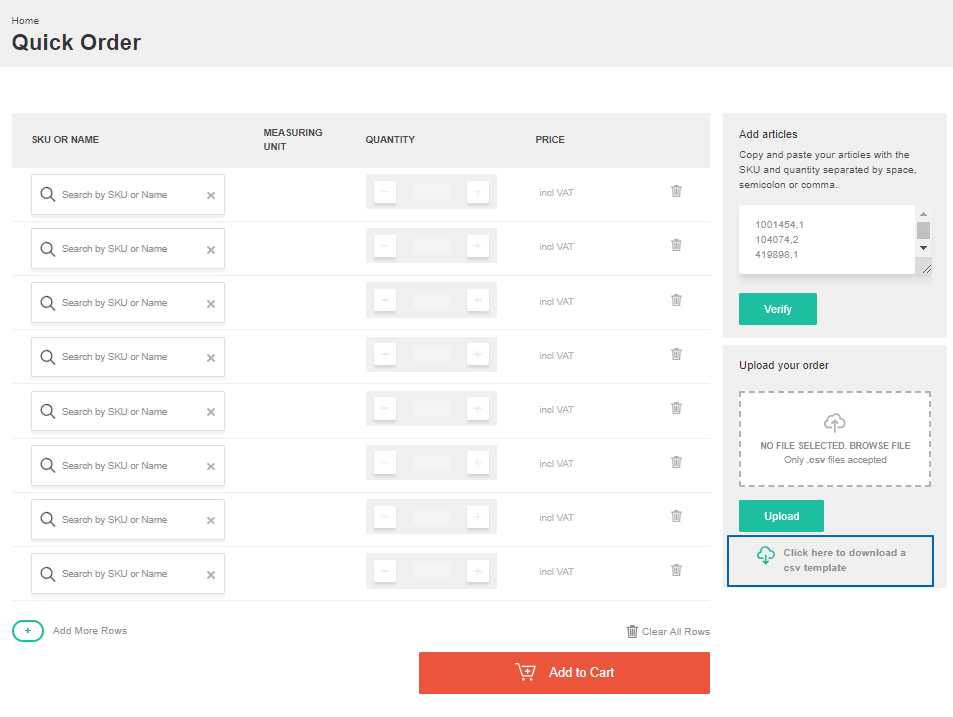 Home
Quick Order
SKU OR NAME
MEASURING
UNIT
QUANTITY
PRICE
Search by SKU or Name
incl VAT
Search by SKU or Name
incl VAT
Search by SKU or Name
incl VAT
Search by SKU or Name
incl VAT
Search by SKU or Name
incl VAT
Search by SKU or Name
incl VAT
Search by SKU or Name
incl VAT
Search by SKU or Name
incl VAT
Add More Rows
Clear All Rows
Add to Cart
Add articles
Copy and paste your articles with the
SKU and quantity separated by space,
semicolon or comma.
1001454,1
104074,2
419898,1
Verify
Upload your order
NO FILE SELECTED. BROWSE FILE
Only .csv files accepted
Upload
Click here to download a
csv template